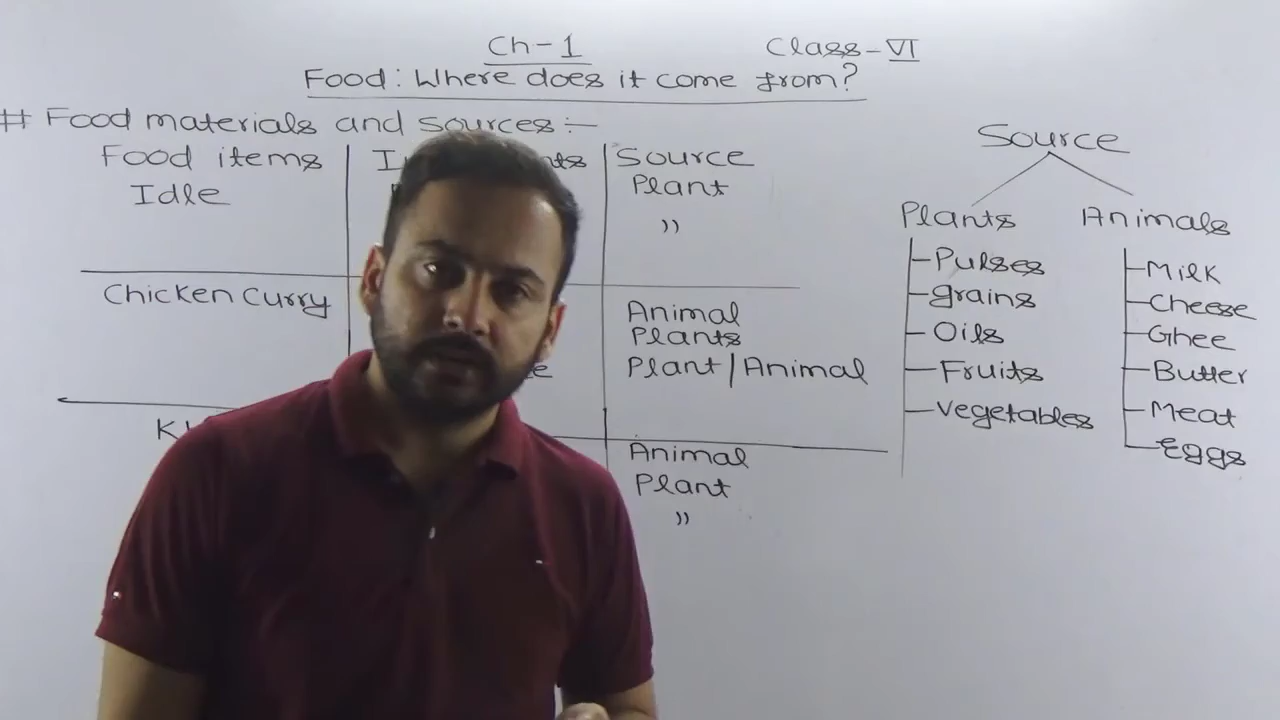 Ch-1 Class-VI
Food: Where does it come from?
# Food materials and sources:-
Food items Source
Idle Plant
"
Chicken Curry Animal
Plants
Plant/Animal
Animal
Plant
"
Source
Plants Animals
Pulses Milk
grains Cheese
Oils Ghee
Fruits Butter
Vegetables Meat
Eggs